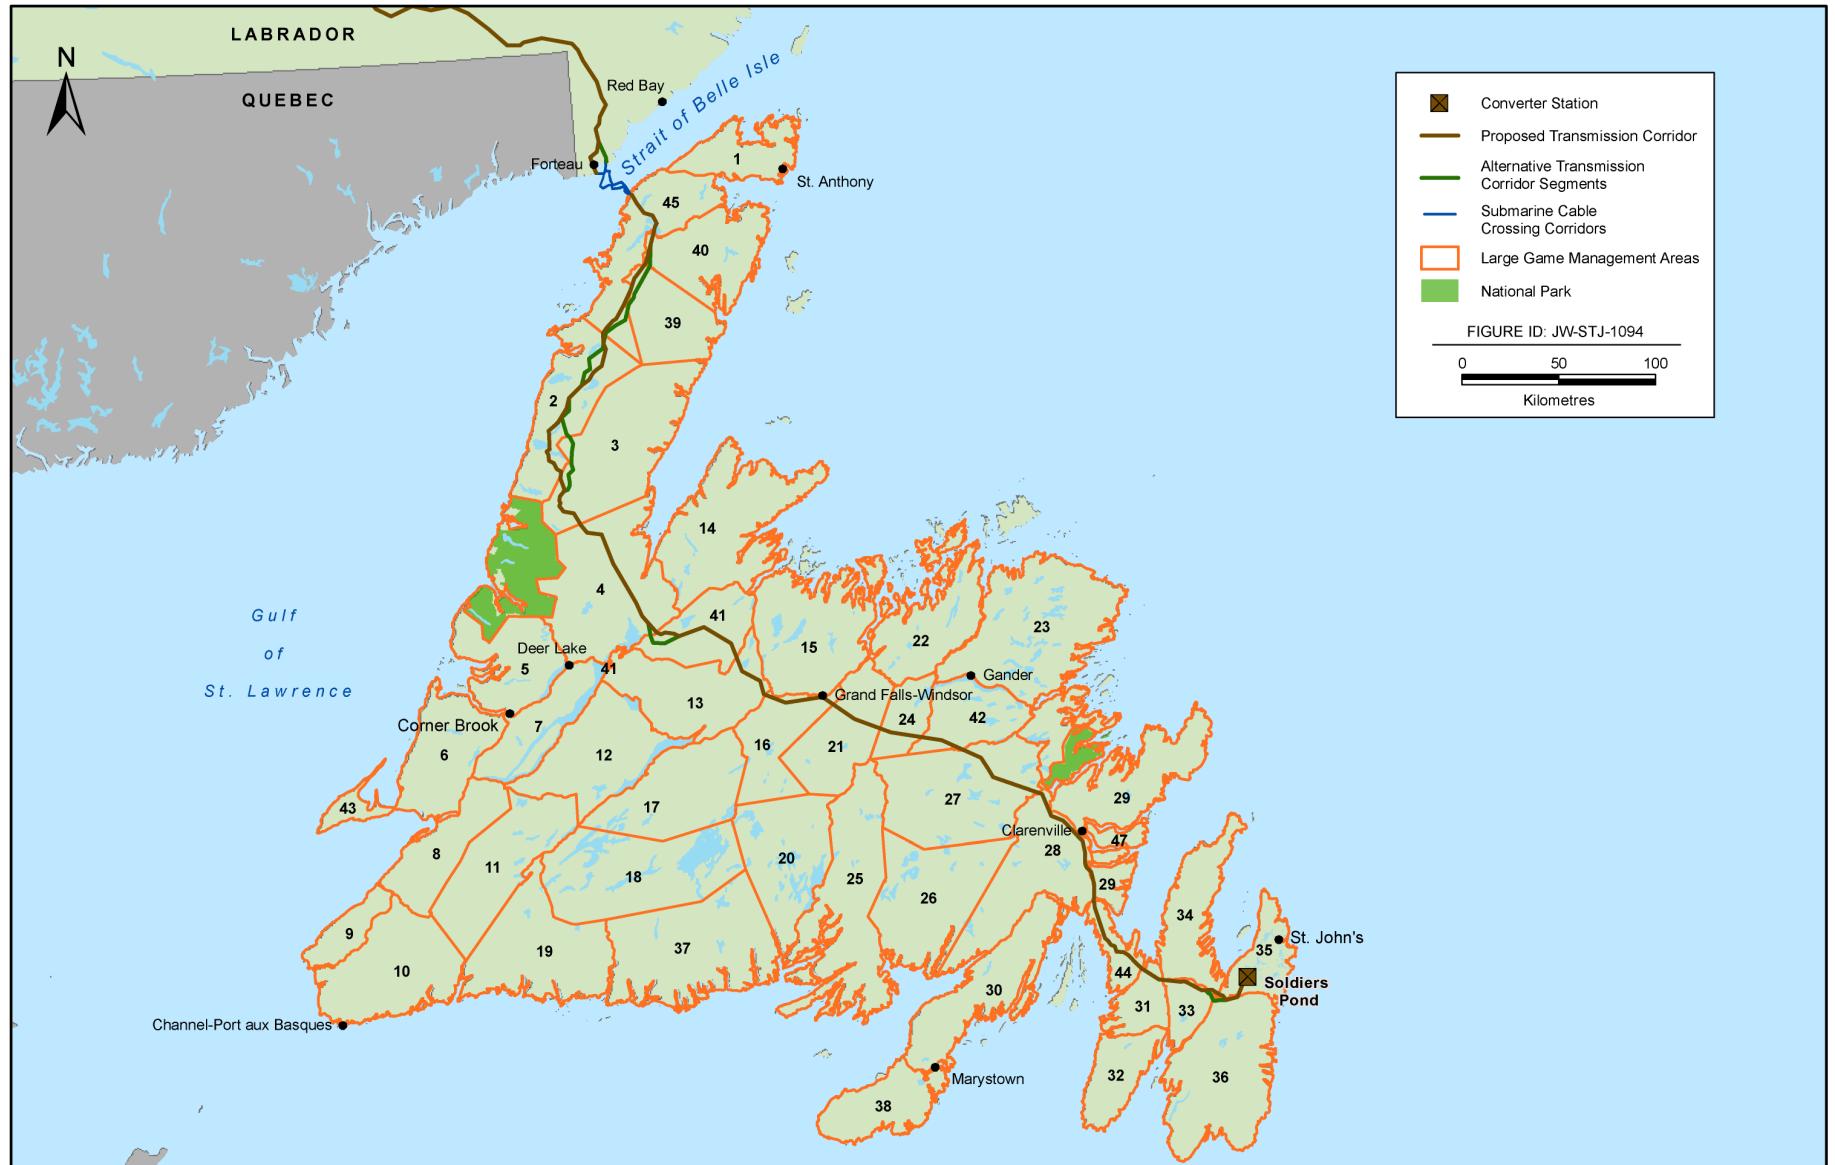 LABRADOR
N
QUEBEC
Red Bay
Strait of Belle Isle
Forteau
1
St. Anthony
45
40
39
2
3
14
4
Gulf
of
St. Lawrence
41
15
22
23
Deer Lake
5
41
Gander
13
Grand Falls-Windsor
24
42
Corner Brook
7
6
12
16
21
43
17
27
29
Clarenville
47
28
8
11
18
20
25
26
29
34
9
10
19
37
35
St. John's
44
Soldiers
Pond
30
31
33
Channel-Port aux Basques
32
36
Marystown
38
Converter Station
Proposed Transmission Corridor
Alternative Transmission
Corridor Segments
Submarine Cable
Crossing Corridors
Large Game Management Areas
National Park
FIGURE ID: JW-STJ-1094
0 50 100
Kilometres